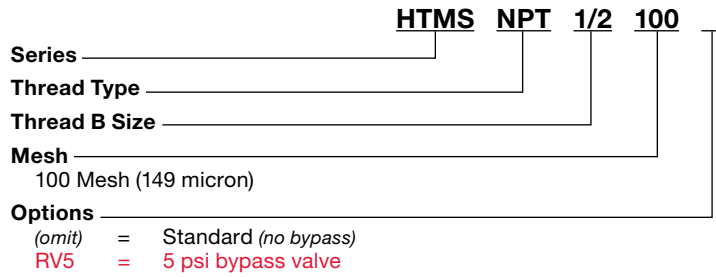 HTMS NPT 1/2 100
Series
Thread Type
Thread B Size
Mesh
100 Mesh (149 micron)
Options
(omit) = Standard (no bypass)
RV5 = 5 psi bypass valve